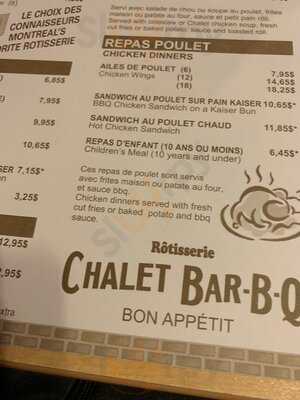 (8)
LE CHOIX DES
CONNAISSEURS
MONTREAL'S
ORITE ROTISSERIE
6,85$
7,95$
9,95$
10,65$
7,15$*
3,25$
12,95$
2,95$
xtra
Servi avec salade de chou ou soupe au poulet, frites
maison ou patate au four, sauce et petit pain rôti.
Served with coleslaw or Chalet chicken soup, fresh
cut fries or baked potato, sauce and toasted roll.
REPAS POULET
CHICKEN DINNERS
AILES DE POULET (6) 7,95$
Chicken Wings (12) 14,65$
(18) 18,25$
SANDWICH AU POULET SUR PAIN KAISER 10,65$*
BBQ Chicken Sandwich on a Kaiser Bun
SANDWICH AU POULET CHAUD 11,85$*
Hot Chicken Sandwich
REPAS D'ENFANT (10 ANS OU MOINS) 6,45$*
Children's Meal (10 years and under)
Ces repas de poulet sont servis
avec frites maison ou patate au four,
et sauce bbq.
Chicken dinners served with fresh
cut fries or baked potato and bbq
sauce.
Rôtisserie
CHALET BAR-B-Q
BON APPÉTIT